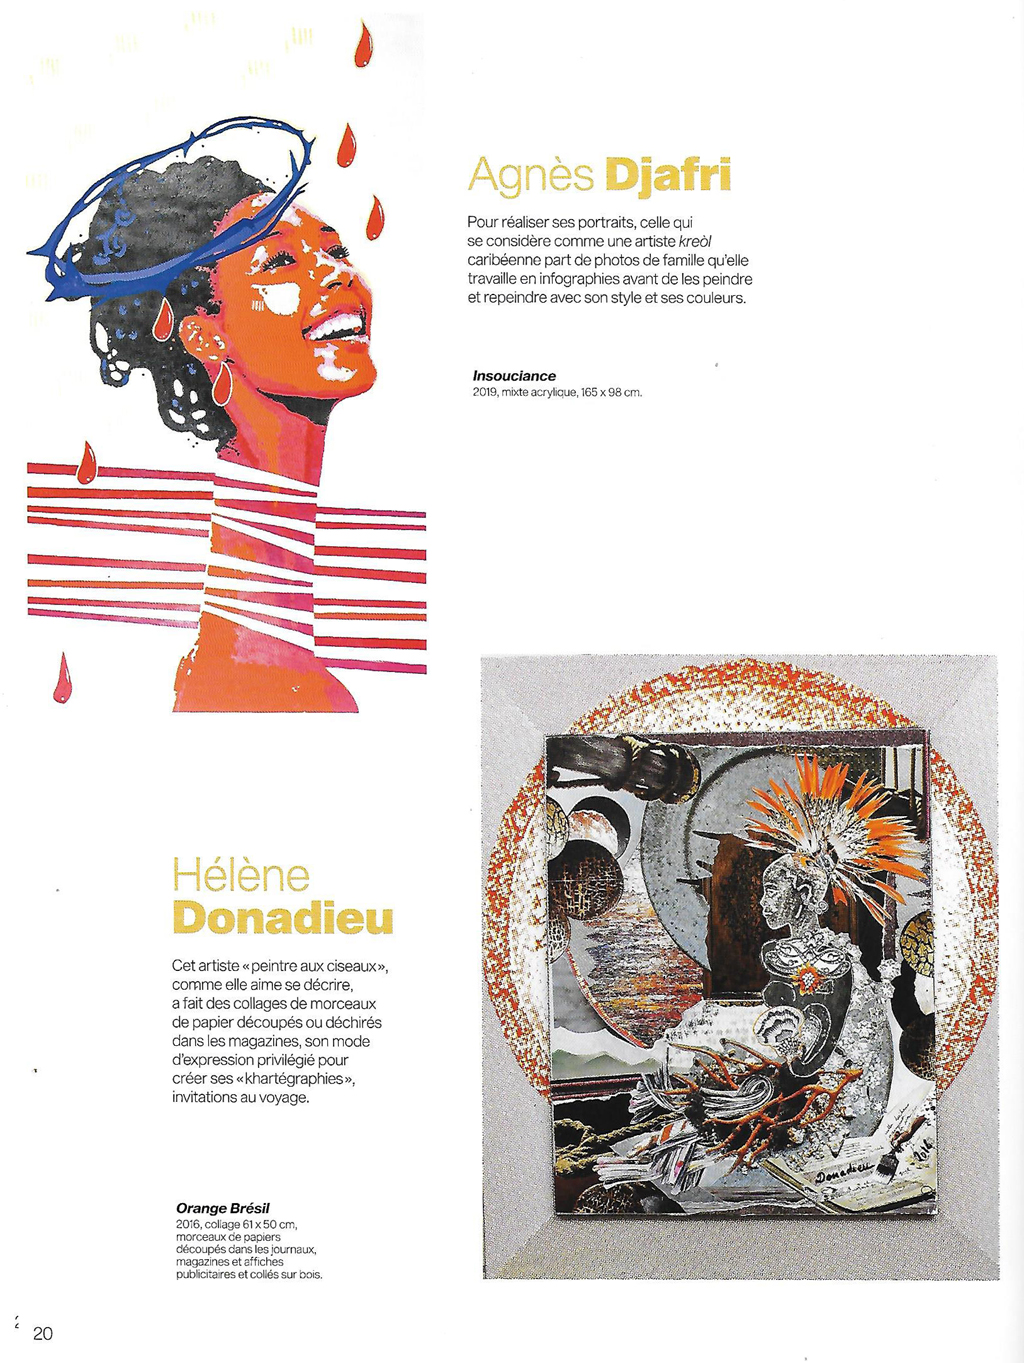 Agnès Djafri
Pour réaliser ses portraits, celle qui
se considère comme une artiste kreòl
caribéenne part de photos de famille qu'elle
travaille en infographies avant de les peindre
et repeindre avec son style et ses couleurs.
Insouciance
2019, mixte acrylique, 165 x 98 cm.
Hélène
Donadieu
Cet artiste «peintre aux ciseaux»,
comme elle aime se décrire,
a fait des collages de morceaux
de papier découpés ou déchirés
dans les magazines, son mode
d'expression privilégié pour
créer ses «khartégraphies»,
invitations au voyage.
Orange Brésil
2016, collage 61 x 50 cm,
morceaux de papiers
découpés dans les journaux,
magazines et affiches
publicitaires et collés sur bois.
Donadieu 2016
20